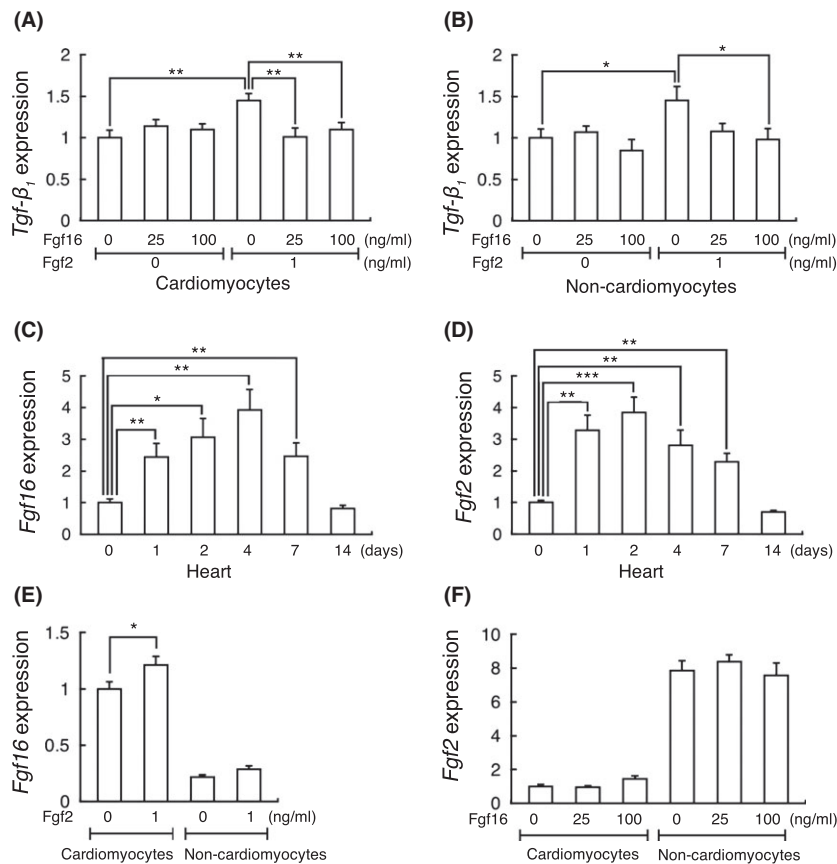 (A)
Tgf-β1 expression
2
1.5
1
0.5
0
** ** **
Fgf16 0 25 100 0 25 100 (ng/ml)
Fgf2 0 1 (ng/ml)
Cardiomyocytes
(B)
Tgf-β1 expression
2
1.5
1
0.5
0
* *
Fgf16 0 25 100 0 25 100 (ng/ml)
Fgf2 0 1 (ng/ml)
Non-cardiomyocytes
(C)
Fgf16 expression
5
4
3
2
1
0
**
**
*
**
0 1 2 4 7 14 (days)
Heart
(D)
Fgf2 expression
5
4
3
2
1
0
**
**
***
**
0 1 2 4 7 14 (days)
Heart
(E)
Fgf16 expression
1.5
1
0.5
0
*
Fgf2 0 1 0 1 (ng/ml)
Cardiomyocytes Non-cardiomyocytes
(F)
Fgf2 expression
10
8
6
4
2
0
Fgf16 0 25 100 0 25 100 (ng/ml)
Cardiomyocytes Non-cardiomyocytes